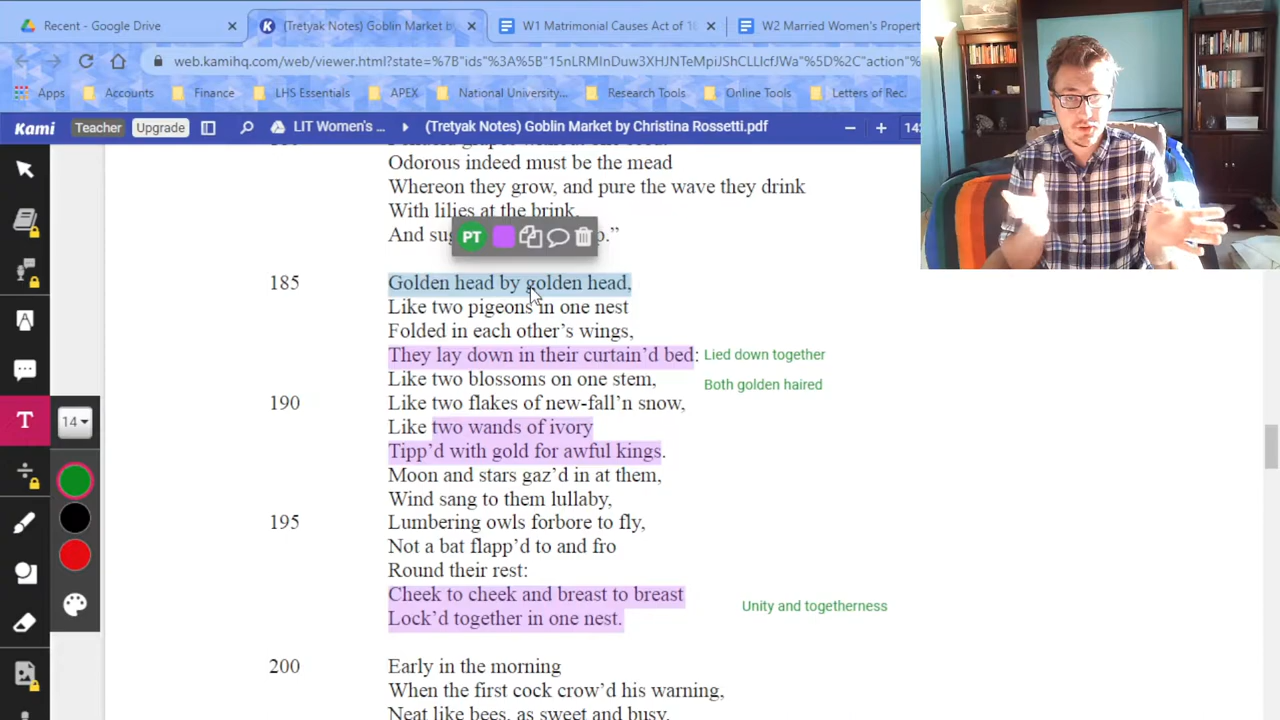 Recent - Google Drive
(Tretyak Notes) Goblin Market by
W1 Matrimonial Causes Act of 18
W2 Married Women's Property
web.kamihq.com/web/viewer.html?state=%7B"ids"%3A%5B"15nLRMInDuw3XHJNTeMpiJShCLLIcfJWa"%5D%2C"action"
Apps
Accounts
Finance
LHS Essentials
APEX
National University...
Research Tools
Online Tools
Letters of Rec.
Kami
Teacher
Upgrade
LIT Women's ...
(Tretyak Notes) Goblin Market by Christina Rossetti.pdf
Odorous indeed must be the mead
Whereon they grow, and pure the wave they drink
With lilies at the brink,
And
PT
185 Golden head by golden head,
Like two pigeons in one nest
Folded in each other's wings,
They lay down in their curtain'd bed: Lied down together
Like two blossoms on one stem, Both golden haired
190 Like two flakes of new-fall'n snow,
14
Like two wands of ivory
Tipp'd with gold for awful kings.
Moon and stars gaz'd in at them,
Wind sang to them lullaby,
195 Lumbering owls forbore to fly,
Not a bat flapp'd to and fro
Round their rest:
Cheek to cheek and breast to breast
Lock'd together in one nest. Unity and togetherness
200 Early in the morning
When the first cock crow'd his warning,
Neat like bees, as sweet and busy,